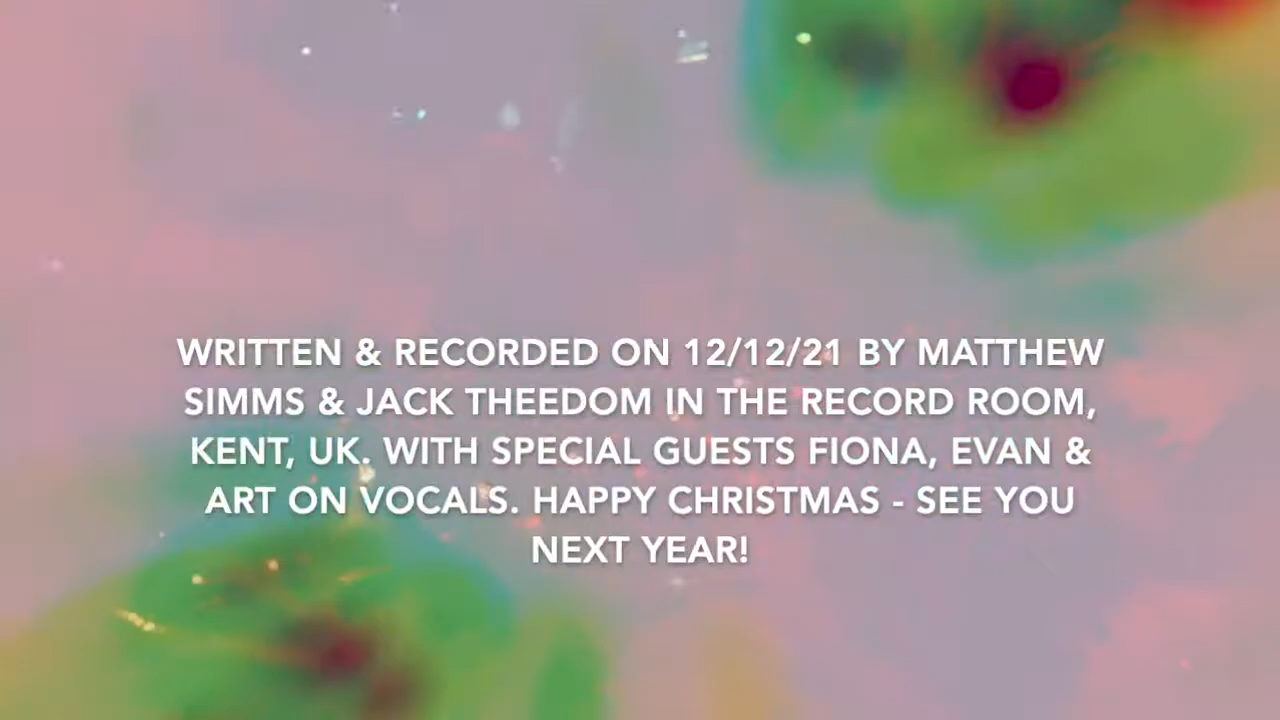 WRITTEN & RECORDED ON 12/12/21 BY MATTHEW
SIMMS & JACK THEEDOM IN THE RECORD ROOM,
KENT, UK. WITH SPECIAL GUESTS FIONA, EVAN &
ART ON VOCALS. HAPPY CHRISTMAS - SEE YOU
NEXT YEAR!